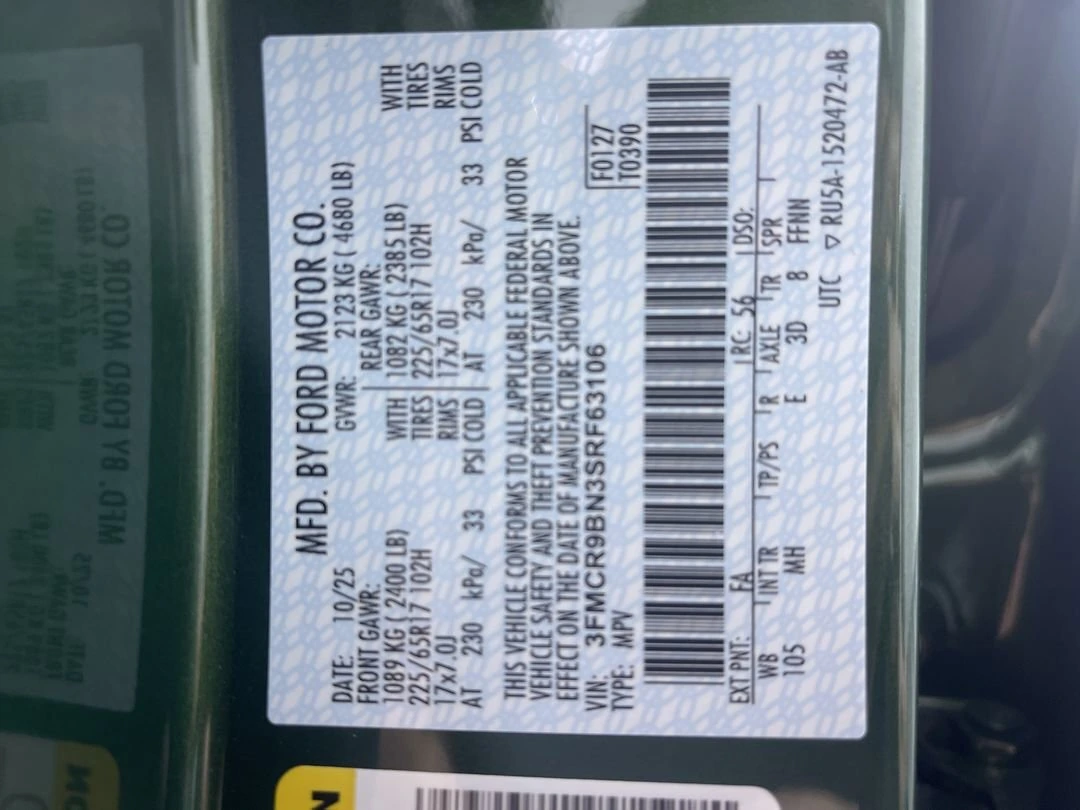 MFD. BY FORD MOTOR CO.
DATE: 10/25 GVWR: 2123 KG ( 4680 LB)
FRONT GAWR: REAR GAWR:
1089 KG ( 2400 LB) WITH 1082 KG ( 2385 LB) WITH
225/65R17 102H TIRES 225/65R17 102H TIRES
17x7.0J RIMS 17x7.0J RIMS
AT 230 kPa/ 33 PSI COLD AT 230 kPa/ 33 PSI COLD
THIS VEHICLE CONFORMS TO ALL APPLICABLE FEDERAL MOTOR
VEHICLE SAFETY AND THEFT PREVENTION STANDARDS IN
EFFECT ON THE DATE OF MANUFACTURE SHOWN ABOVE.
VIN: 3FMCR9BN3SRF63106 F0127
TYPE: MPV T0390
EXT PNT: FA RC: 56 DSO:
WB INT TR TP/PS R AXLE TR SPR
105 MH E 3D 8 FFNN
UTC ▽ RU5A-1520472-AB